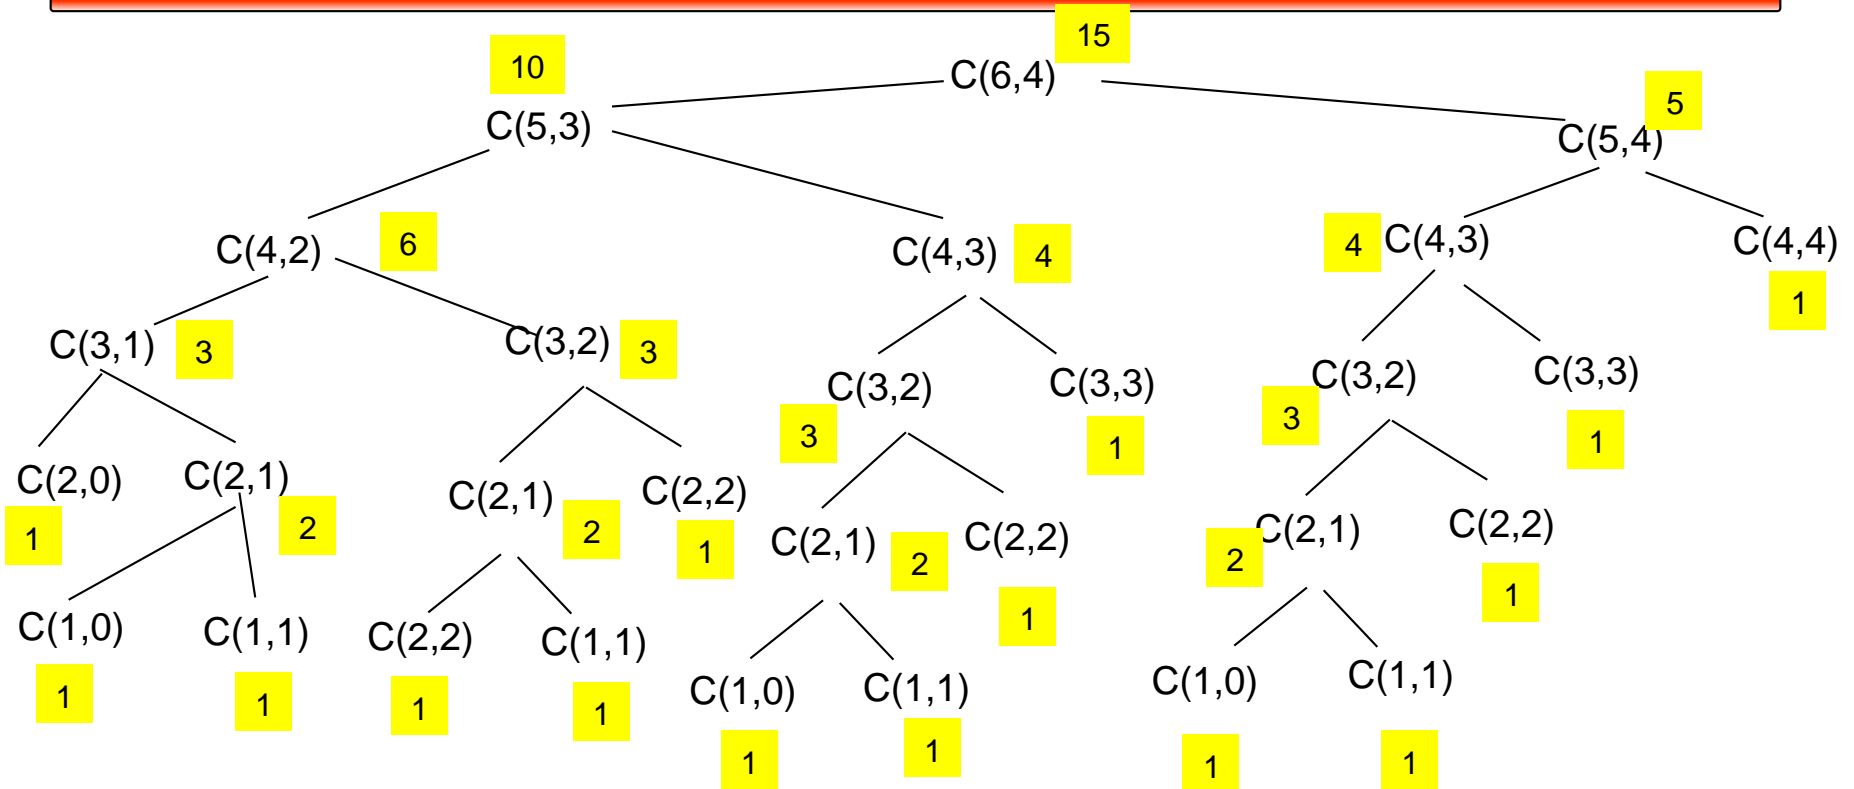 15
10
C(6,4)
5
C(5,3)
C(5,4)
C(4,2)
6
C(4,3)
4
4
C(4,3)
C(4,4)
1
C(3,1)
3
C(3,2)
3
C(3,2)
3
C(3,3)
1
C(3,2)
3
C(3,3)
1
C(2,0)
1
C(2,1)
2
C(2,1)
2
C(2,2)
1
C(2,1)
2
C(2,2)
1
C(2,1)
2
C(2,2)
1
C(1,0)
1
C(1,1)
1
C(2,2)
1
C(1,1)
1
C(1,0)
1
C(1,1)
1
C(1,0)
1
C(1,1)
1